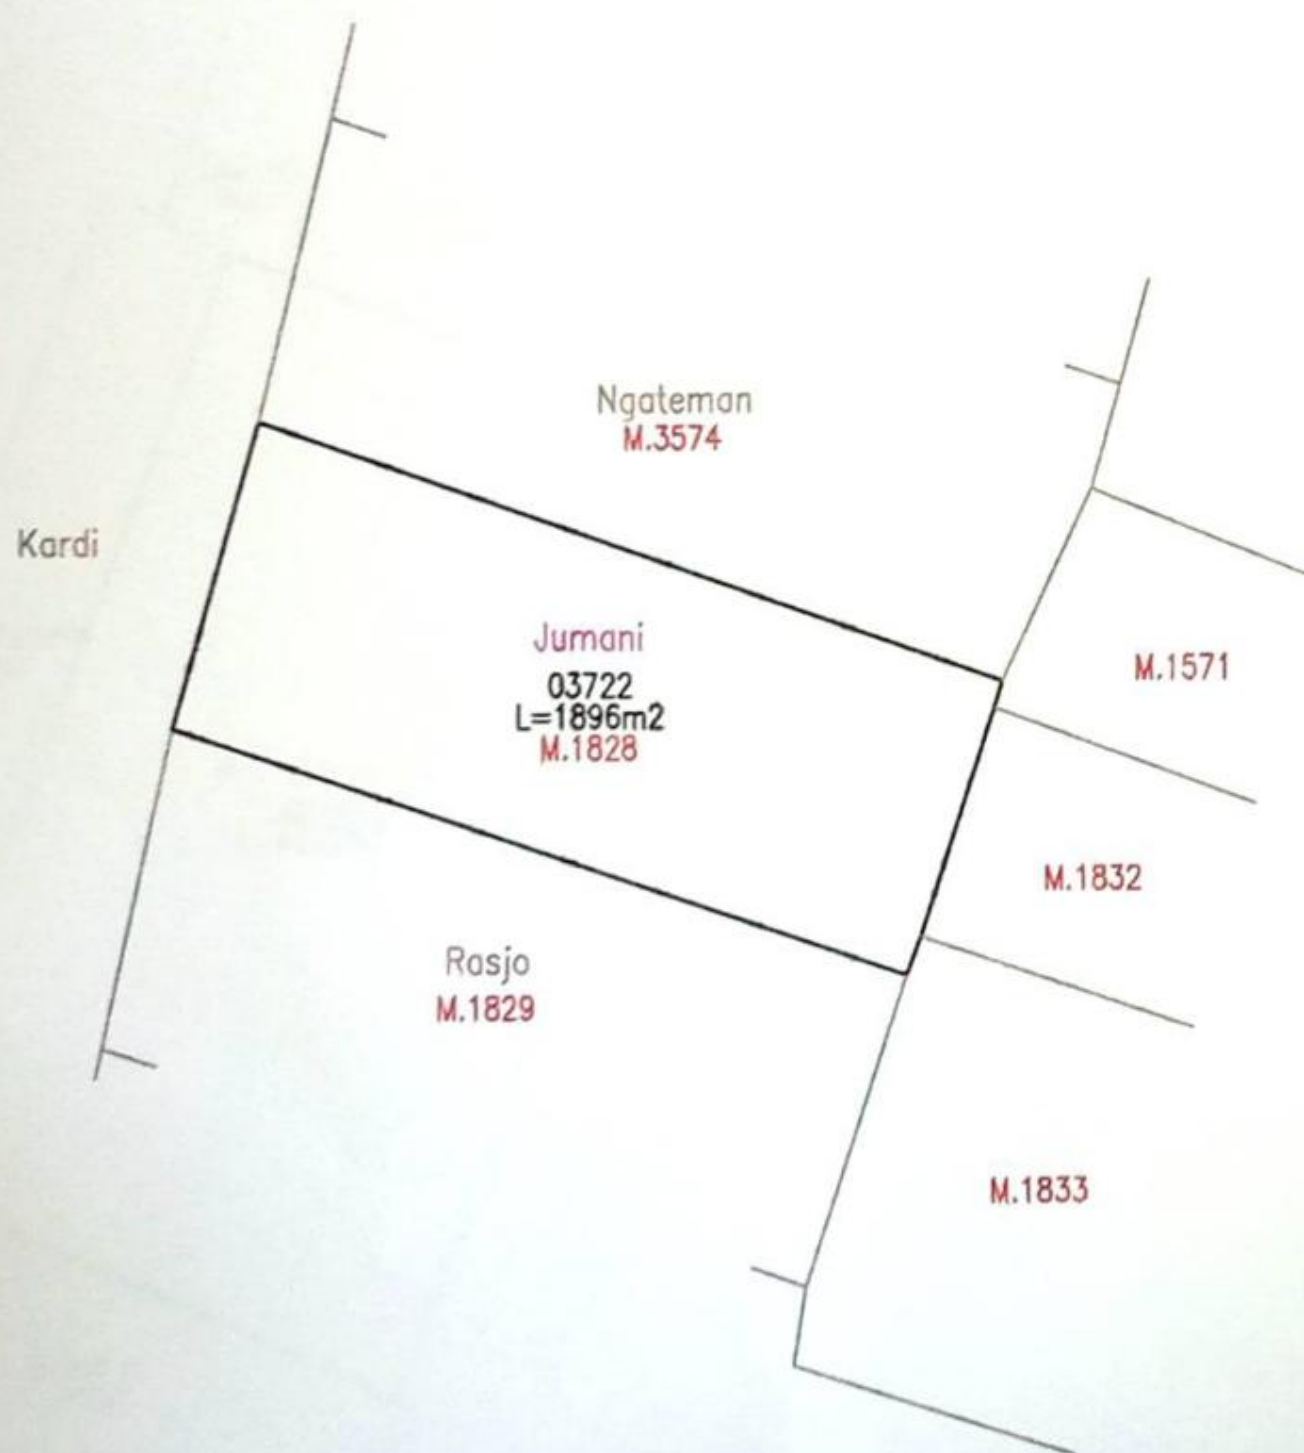 Ngateman
M.3574
Kardi
Jumani
03722
L=1896m2
M.1828
M.1571
M.1832
Rasjo
M.1829
M.1833